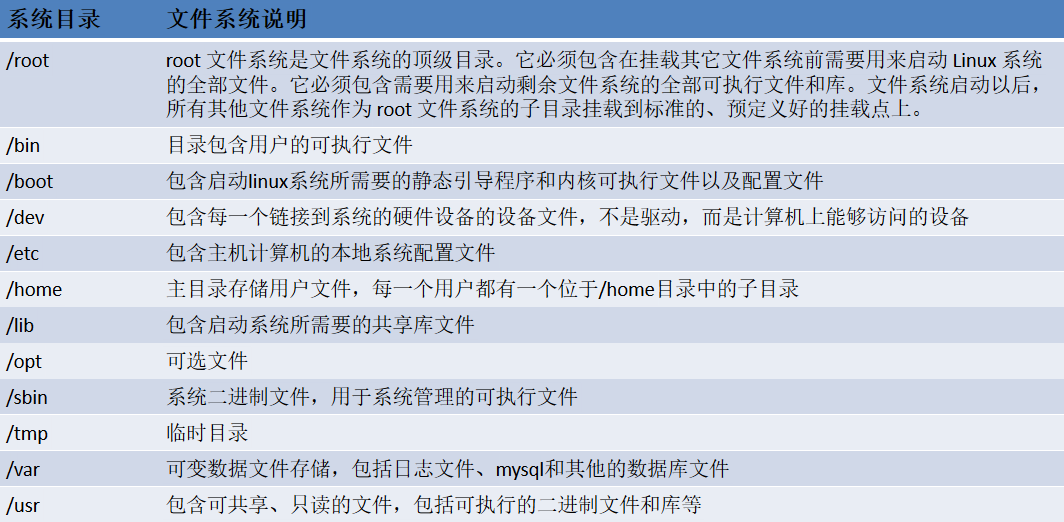 系统目录 文件系统说明
/root root 文件系统是文件系统的顶级目录。它必须包含在挂载其它文件系统前需要用来启动 Linux 系统
的全部文件。它必须包含需要用来启动剩余文件系统的全部可执行文件和库。文件系统启动以后，
所有其他文件系统作为 root 文件系统的子目录挂载到标准的、预定义好的挂载点上。
/bin 目录包含用户的可执行文件
/boot 包含启动linux系统所需要的静态引导程序和内核可执行文件以及配置文件
/dev 包含每一个链接到系统的硬件设备的设备文件，不是驱动，而是计算机上能够访问的设备
/etc 包含主机计算机的本地系统配置文件
/home 主目录存储用户文件，每一个用户都有一个位于/home目录中的子目录
/lib 包含启动系统所需要的共享库文件
/opt 可选文件
/sbin 系统二进制文件，用于系统管理的可执行文件
/tmp 临时目录
/var 可变数据文件存储，包括日志文件、mysql和其他的数据库文件
/usr 包含可共享、只读的文件，包括可执行的二进制文件和库等